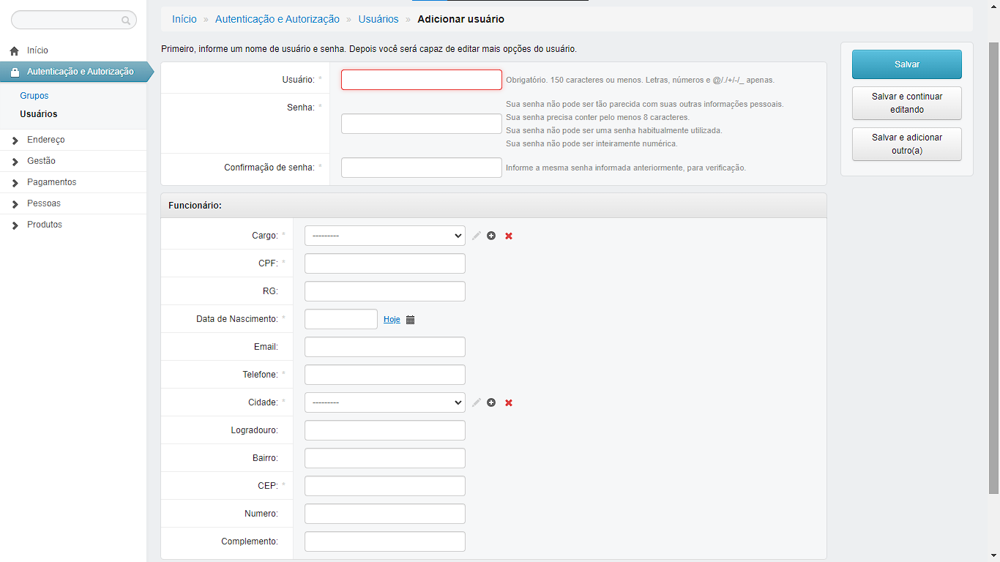 Início » Autenticação e Autorização » Usuários » Adicionar usuário
Início
Autenticação e Autorização
Grupos
Usuários
Endereço
Gestão
Pagamentos
Pessoas
Produtos
Primeiro, informe um nome de usuário e senha. Depois você será capaz de editar mais opções do usuário.
Usuário: *
Obrigatório. 150 caracteres ou menos. Letras, números e @/./+/-/_ apenas.
Senha: *
Sua senha não pode ser tão parecida com suas outras informações pessoais.
Sua senha precisa conter pelo menos 8 caracteres.
Sua senha não pode ser uma senha habitualmente utilizada.
Sua senha não pode ser inteiramente numérica.
Confirmação de senha: *
Informe a mesma senha informada anteriormente, para verificação.
Funcionário:
Cargo: *
---------
CPF: *
RG:
Data de Nascimento: *
Hoje
Email:
Telefone: *
Cidade: *
---------
Logradouro:
Bairro:
CEP: *
Numero:
Complemento:
Salvar
Salvar e continuar
editando
Salvar e adicionar
outro(a)